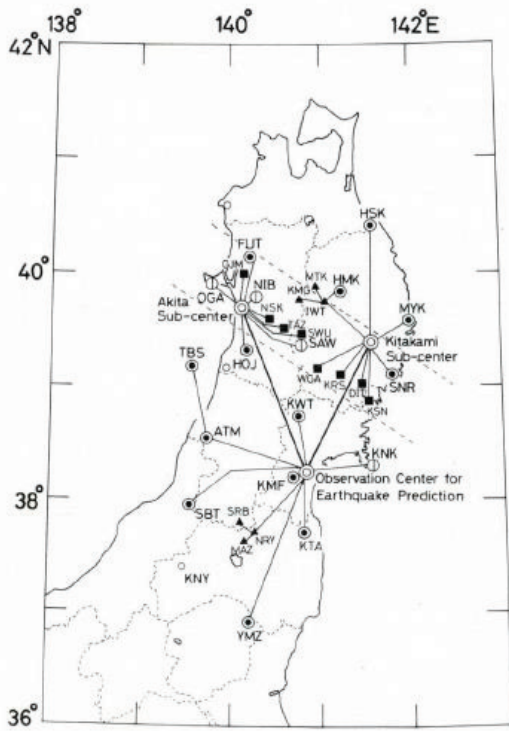 138°
140°
142°E
42°N
HSK
FUT
OJM
40°
MTK
HMK
NIB
KMG
OGA
IWT
MYK
NSK
Akita
Sub-center
TAZ
SWU
Kitakami
Sub-center
SAW
TBS
HOJ
WGA
KRS
DIT
SNR
KSN
KWT
ATM
KNK
KMF
Observation Center for
Earthquake Prediction
38°
SBT
SRB
NRY
MAZ
KTA
KNY
YMZ
36°